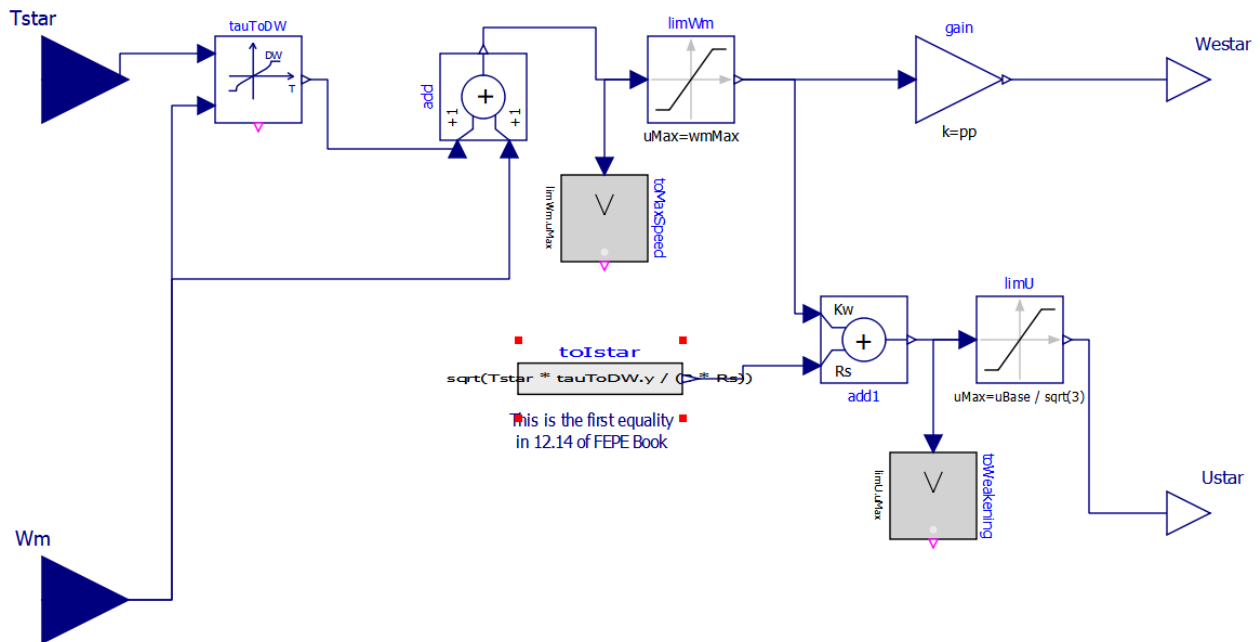 Tstar
tauToDW
DW
T
add
+1
+1
limWm
uMax=wmMax
gain
k=pp
Westar
limWm.uMax
toMaxSpeed
toIstar
sqrt(Tstar * tauToDW.y / ( * Rs))
This is the first equality
in 12.14 of FEPE Book
Kw
+
Rs
add1
limU
uMax=uBase / sqrt(3)
limU.uMax
toWeakening
Ustar
Wm